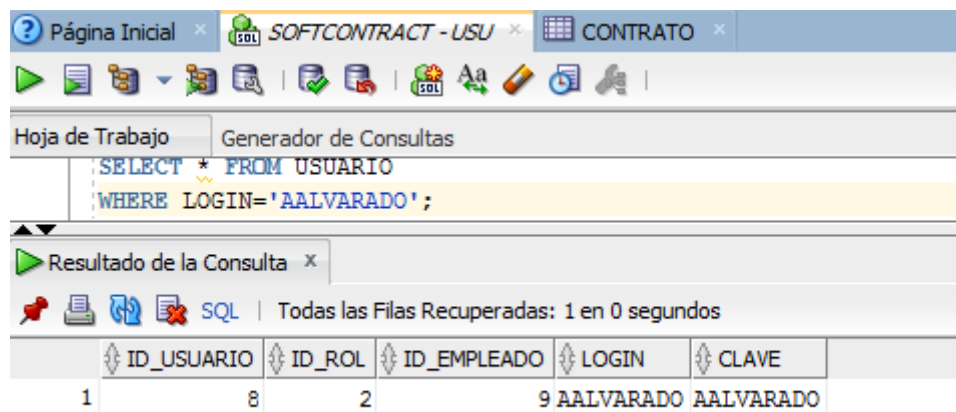 Página Inicial SOFTCONTRACT - USU CONTRATO
Hoja de Trabajo Generador de Consultas
SELECT * FROM USUARIO
WHERE LOGIN='AALVARADO';
Resultado de la Consulta x
SQL | Todas las Filas Recuperadas: 1 en 0 segundos
ID_USUARIO ID_ROL ID_EMPLEADO LOGIN CLAVE
1 8 2 9 AALVARADO AALVARADO